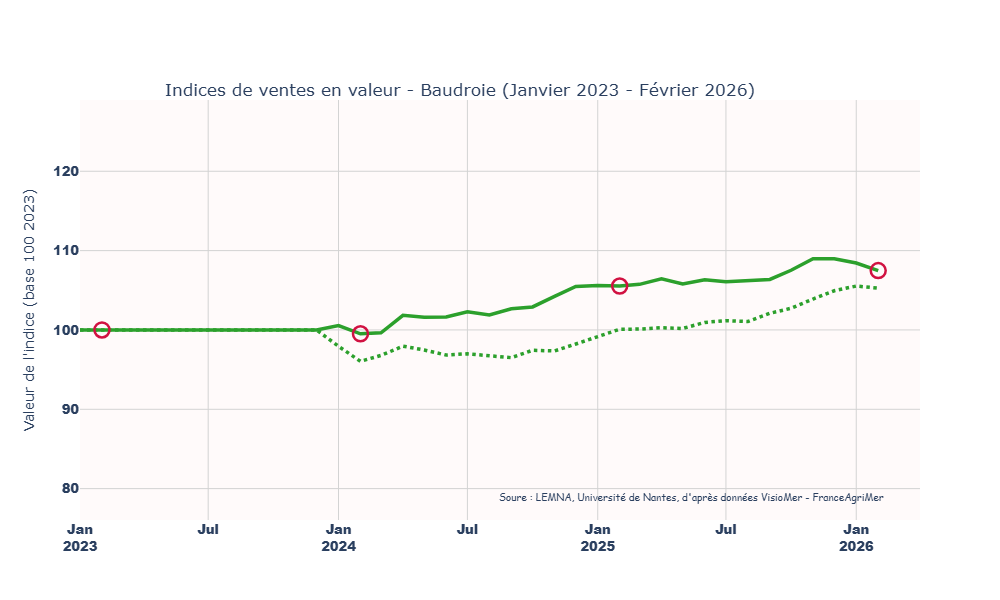 Indices de ventes en valeur - Baudroie (Janvier 2023 - Février 2026)
Valeur de l'indice (base 100 2023)
120
110
100
90
80
Jan
2023
Jul
Jan
2024
Jul
Jan
2025
Jul
Jan
2026
Soure : LEMNA, Université de Nantes, d'après données VisioMer - FranceAgriMer